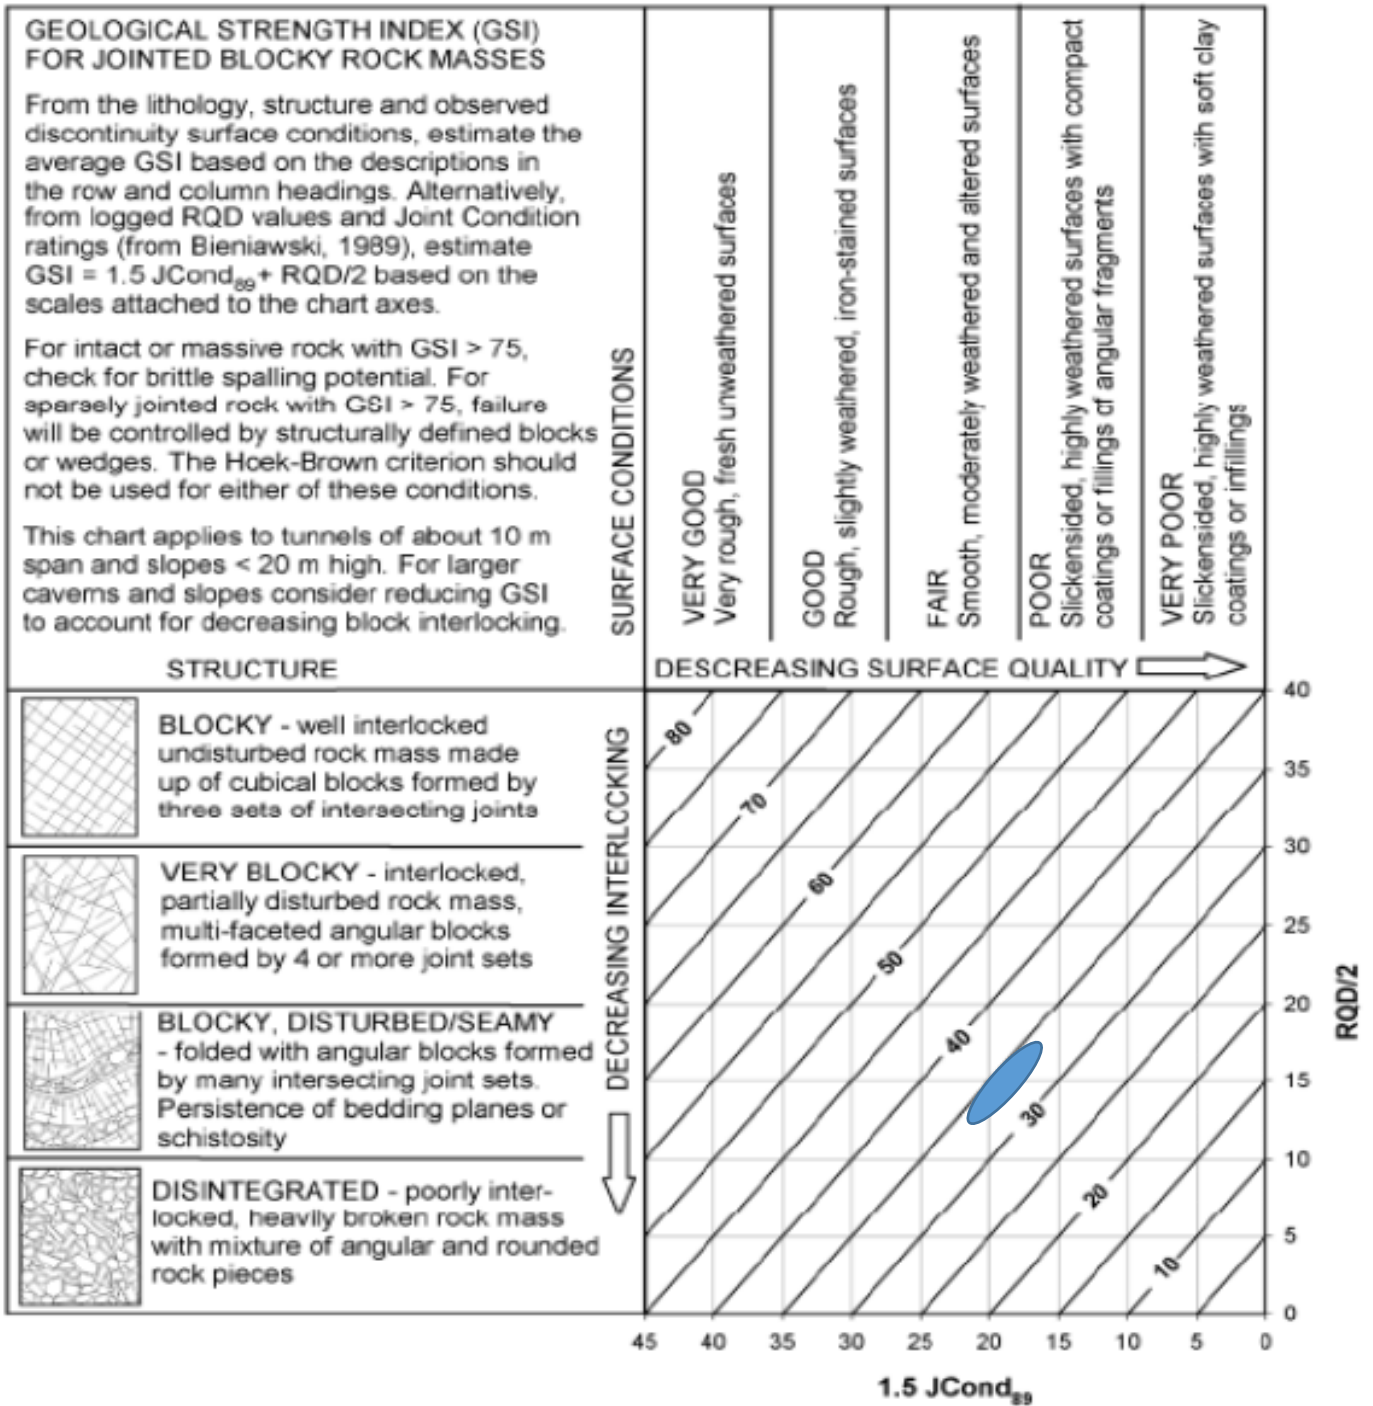 GEOLOGICAL STRENGTH INDEX (GSI)
FOR JOINTED BLOCKY ROCK MASSES
From the lithology, structure and observed
discontinuity surface conditions, estimate the
average GSI based on the descriptions in
the row and column headings. Alternatively,
from logged RQD values and Joint Condition
ratings (from Bieniawski, 1989), estimate
GSI = 1.5 JCond89+ RQD/2 based on the
scales attached to the chart axes.
For intact or massive rock with GSI > 75,
check for brittle spalling potential. For
sparsely jointed rock with GSI > 75, failure
will be controlled by structurally defined blocks
or wedges. The Hoek-Brown criterion should
not be used for either of these conditions.
This chart applies to tunnels of about 10 m
span and slopes < 20 m high. For larger
caverns and slopes consider reducing GSI
to account for decreasing block interlocking.
STRUCTURE
SURFACE CONDITIONS
VERY GOOD
Very rough, fresh unweathered surfaces
GOOD
Rough, slightly weathered, iron-stained surfaces
FAIR
Smooth, moderately weathered and altered surfaces
POOR
Slickensided, highly weathered surfaces with compact
coatings or fillings of angular fragments
VERY POOR
Slickensided, highly weathered surfaces with soft clay
coatings or infillings
DESCREASING SURFACE QUALITY
BLOCKY - well interlocked
undisturbed rock mass made
up of cubical blocks formed by
three sets of intersecting joints
VERY BLOCKY - interlocked,
partially disturbed rock mass,
multi-faceted angular blocks
formed by 4 or more joint sets
BLOCKY, DISTURBED/SEAMY
- folded with angular blocks formed
by many intersecting joint sets.
Persistence of bedding planes or
schistosity
DISINTEGRATED - poorly inter-
locked, heavily broken rock mass
with mixture of angular and rounded
rock pieces
DECREASING INTERLOCKING
80
70
60
50
40
30
20
10
40
35
30
25
20
15
10
5
0
RQD/2
45 40 35 30 25 20 15 10 5 0
1.5 JCond89